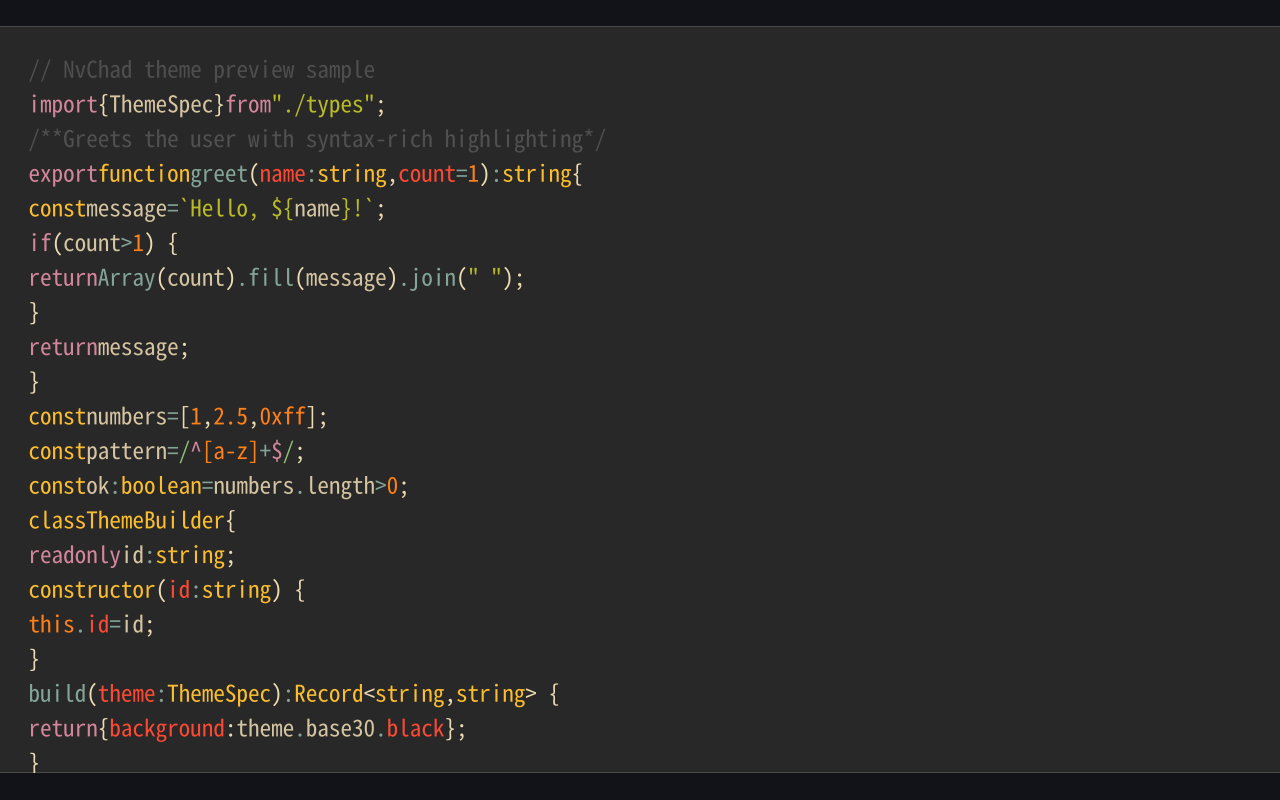 // NvChad theme preview sample
import{ThemeSpec}from"./types";
/**Greets the user with syntax-rich highlighting*/
exportfunctiongreet(name:string,count=1):string{
constmessage=`Hello, ${name}!`;
if(count>1) {
returnArray(count).fill(message).join(" ");
}
returnmessage;
}
constnumbers=[1,2.5,0xff];
constpattern=/^[a-z]+$/;
constok:boolean=numbers.length>0;
classThemeBuilder{
readonlyid:string;
constructor(id:string) {
this.id=id;
}
build(theme:ThemeSpec):Record<string,string> {
return{background:theme.base30.black};
}